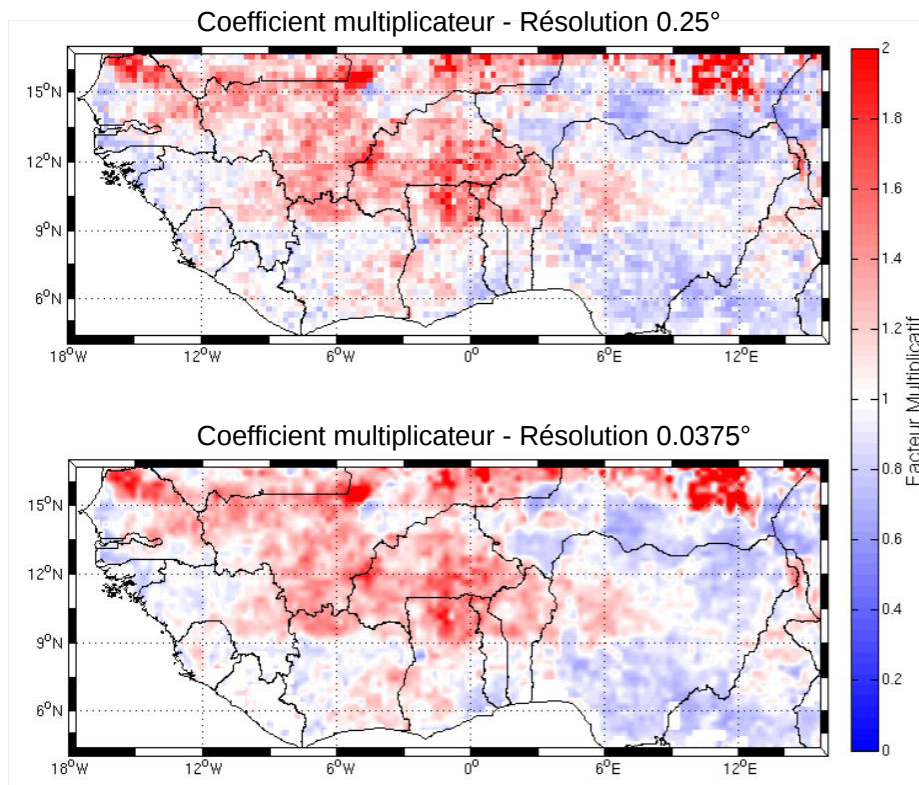 Coefficient multiplicateur - Résolution 0.25°
15°N
12°N
9°N
6°N
18°W 12°W 6°W 0° 6°E 12°E
Coefficient multiplicateur - Résolution 0.0375°
15°N
12°N
9°N
6°N
18°W 12°W 6°W 0° 6°E 12°E
2
1.8
1.6
1.4
1.2
1
0.8
0.6
0.4
0.2
0
Facteur Multiplicatif